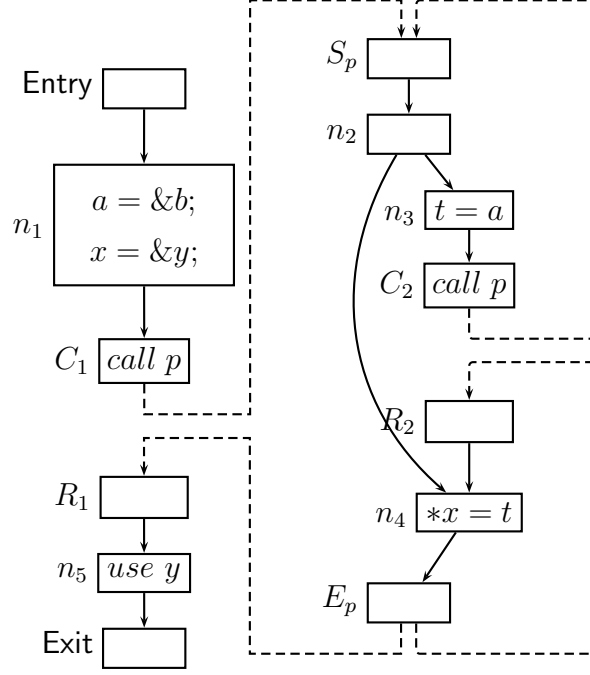 Entry
n₁
a = &b;
x = &y;
C₁ call p
R₁
n₅ use y
Exit
Sₚ
n₂
n₃ t = a
C₂ call p
R₂
n₄ *x = t
Eₚ